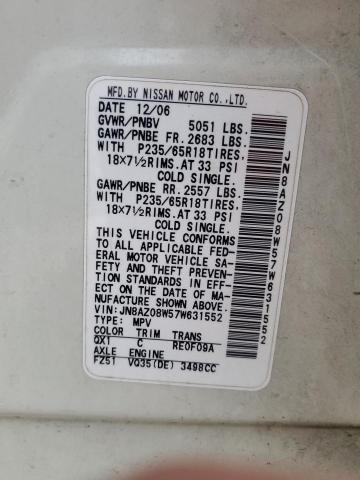 MFD.BY NISSAN MOTOR CO.,LTD.
DATE 12/06
GVWR/PNBV 5051 LBS.
GAWR/PNBE FR. 2683 LBS.
WITH P235/65R18TIRES,
18×7½RIMS.AT 33 PSI
COLD SINGLE.
GAWR/PNBE RR. 2557 LBS.
WITH P235/65R18TIRES,
18×7½RIMS.AT 33 PSI
COLD SINGLE.
THIS VEHICLE CONFORMS
TO ALL APPLICABLE FED-
ERAL MOTOR VEHICLE SA-
FETY AND THEFT PREVEN-
TION STANDARDS IN EFF-
ECT ON THE DATE OF MA-
NUFACTURE SHOWN ABOVE.
VIN:JN8AZ08W57W631552
TYPE: MPV
COLOR TRIM TRANS
QX1 C RE0F09A
AXLE ENGINE
FZ51 VQ35(DE) 3498CC
JN8AZ08W57W631552